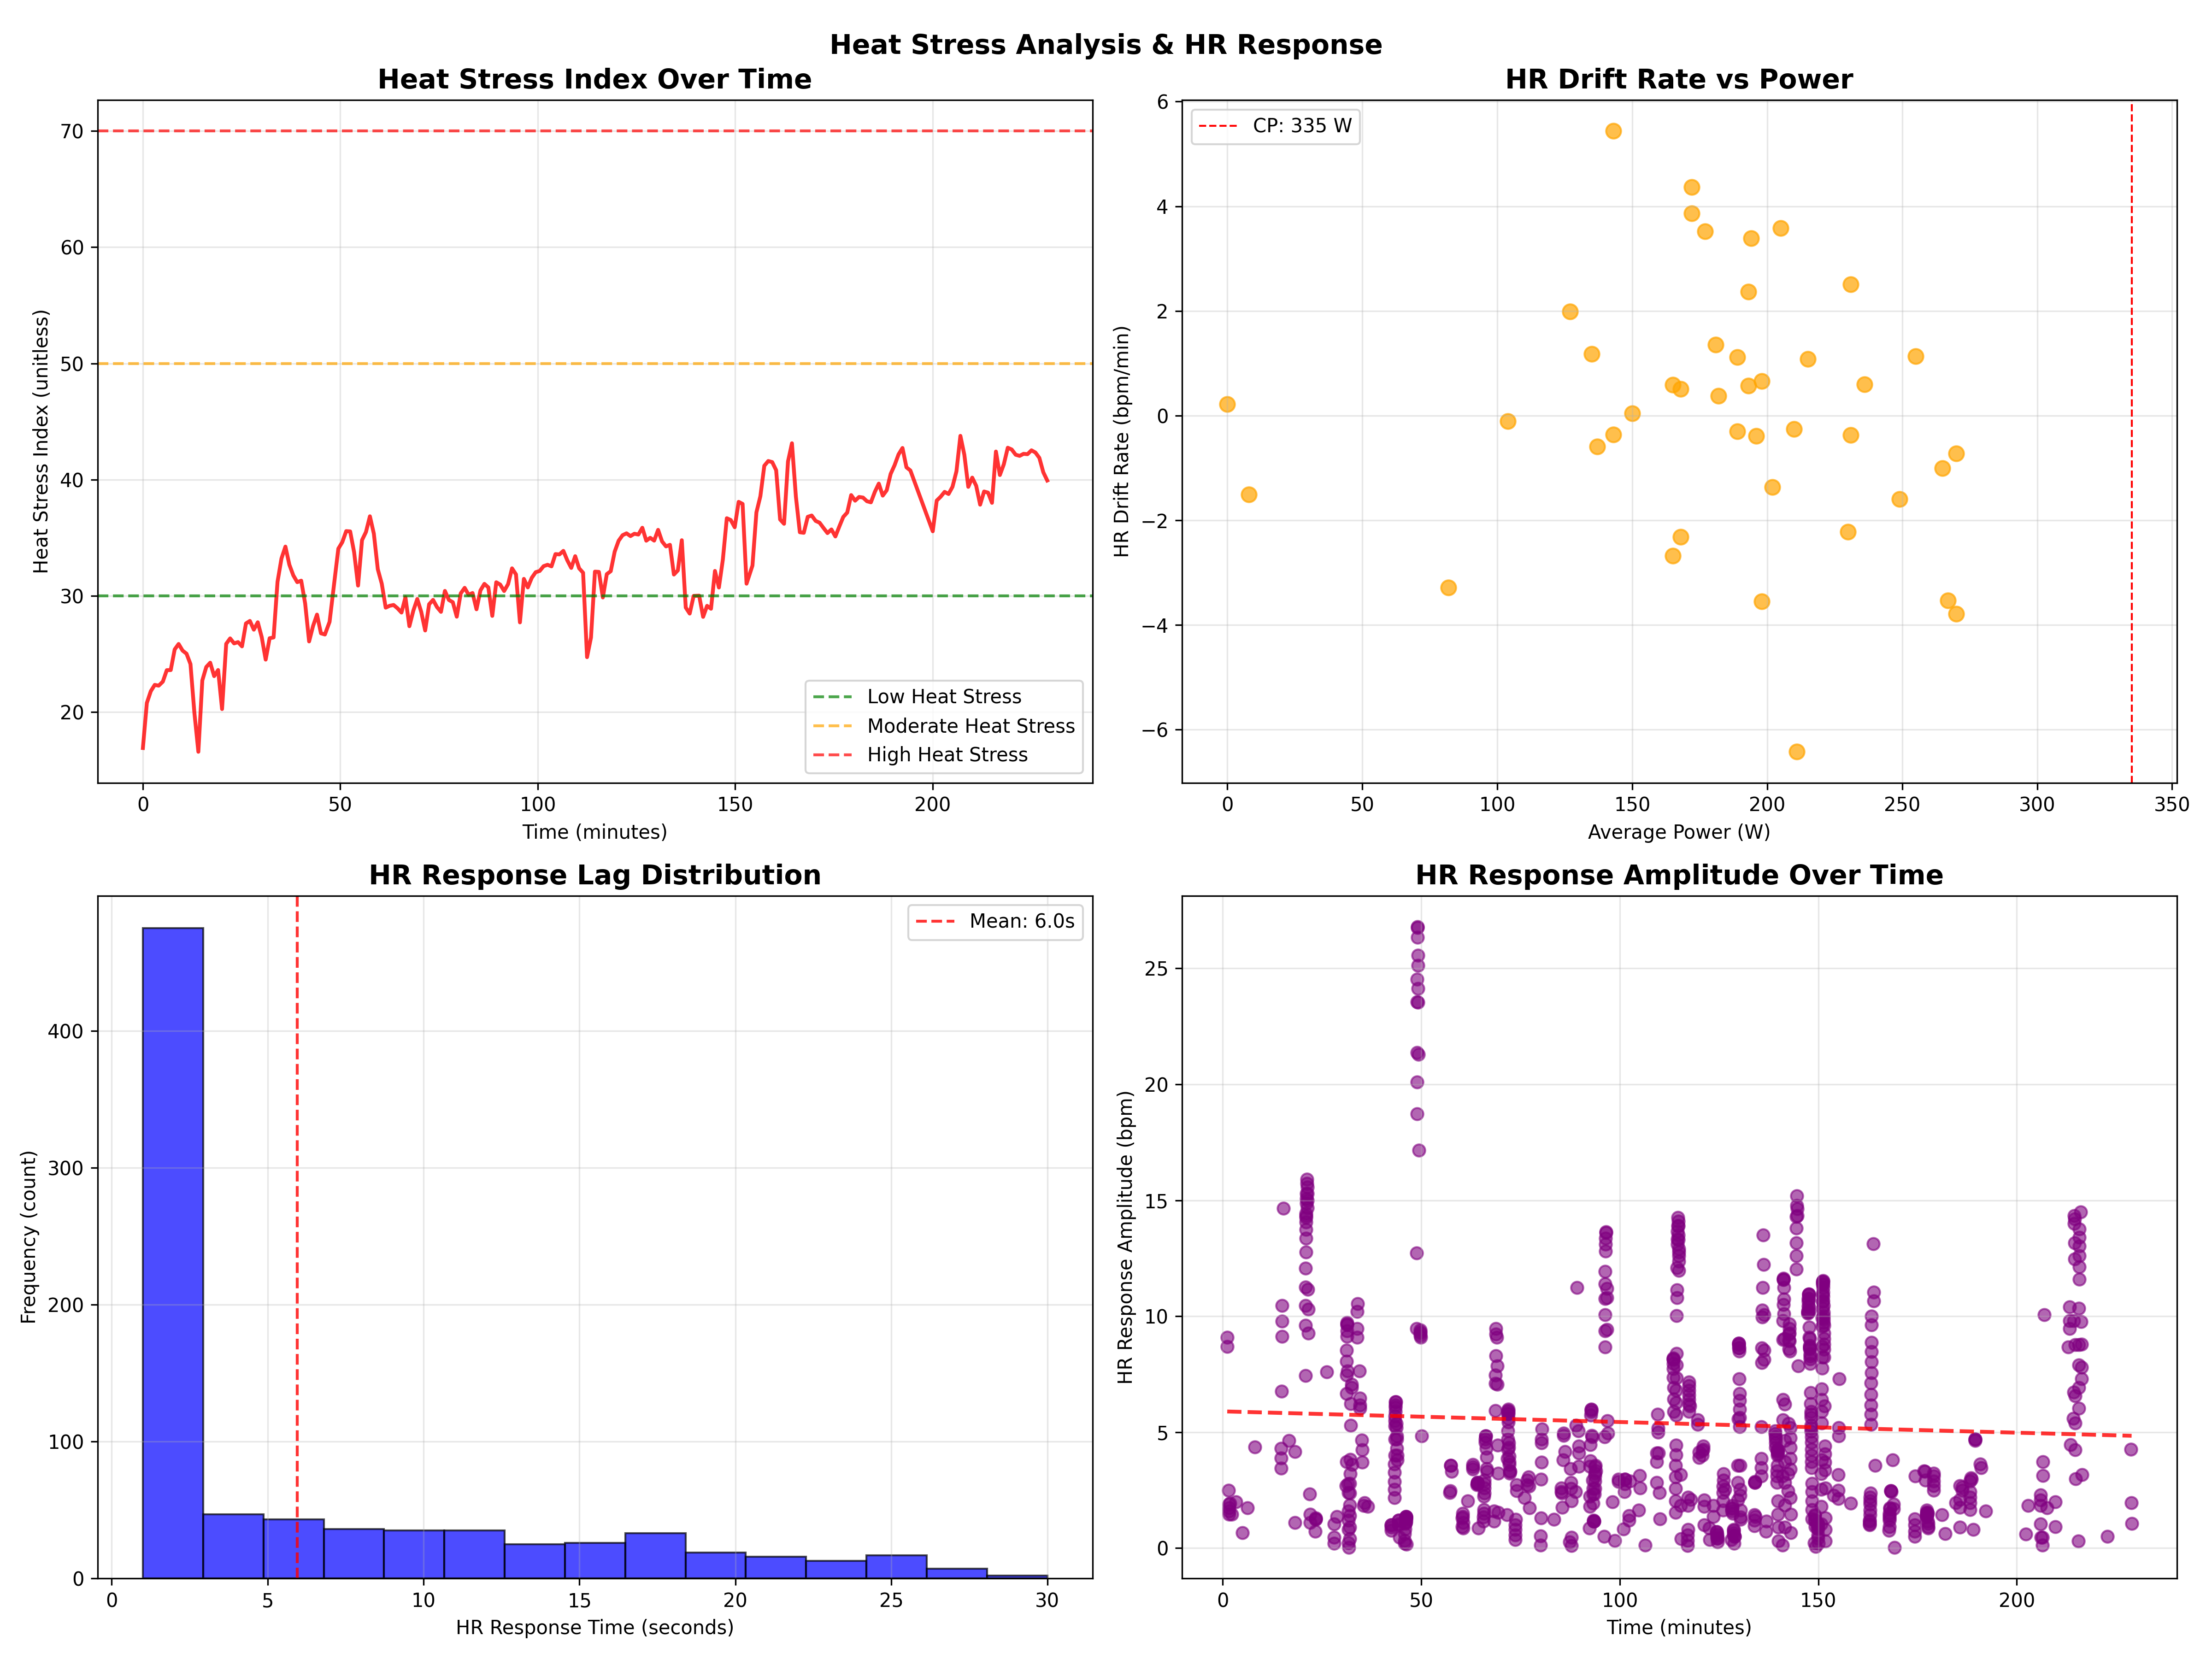 Heat Stress Analysis & HR Response
Heat Stress Index Over Time
Heat Stress Index (unitless)
70
60
50
40
30
20
Low Heat Stress
Moderate Heat Stress
High Heat Stress
0 50 100 150 200
Time (minutes)
HR Drift Rate vs Power
HR Drift Rate (bpm/min)
6
4
2
0
−2
−4
−6
CP: 335 W
0 50 100 150 200 250 300 350
Average Power (W)
HR Response Lag Distribution
Frequency (count)
400
300
200
100
0
Mean: 6.0s
0 5 10 15 20 25 30
HR Response Time (seconds)
HR Response Amplitude Over Time
HR Response Amplitude (bpm)
25
20
15
10
5
0
0 50 100 150 200
Time (minutes)